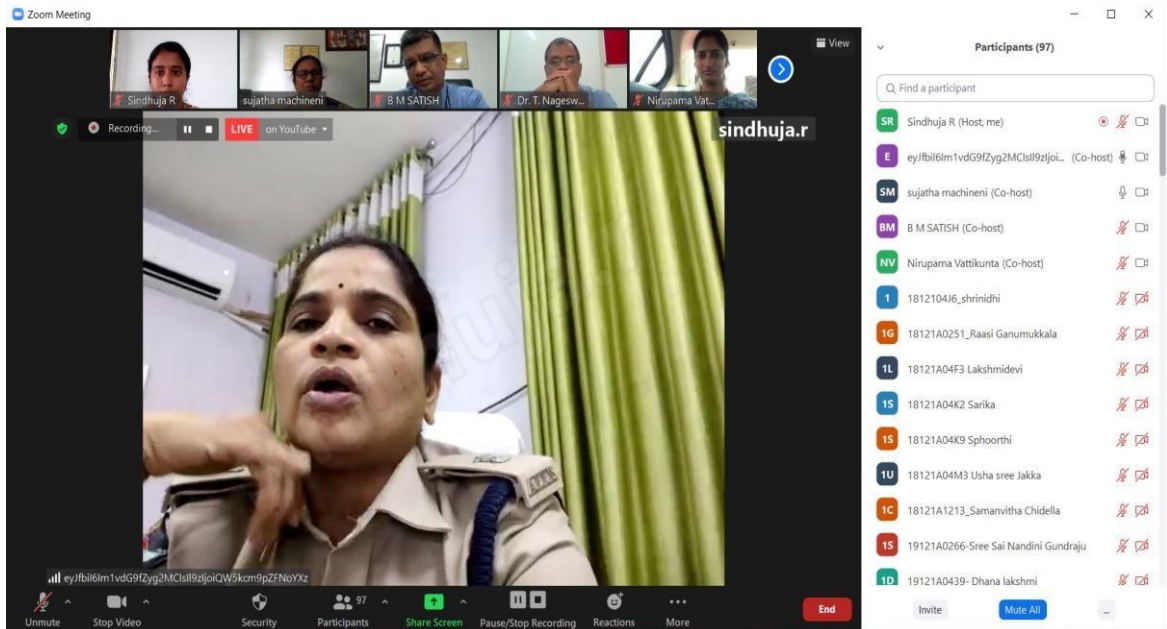 Zoom Meeting
Sindhuja R
sujatha machineni
B M SATISH
Dr. T. Nagesw...
Nirupama Vat...
View
Recording...
LIVE on YouTube
sindhuja.r
eyJfbil6Im1vdG9fZyg2MCIsIl9zIjoiQW5kcm9pZFNoYXz
Unmute
Stop Video
Security
97
Participants
Share Screen
Pause/Stop Recording
Reactions
More
End
Participants (97)
Find a participant
SR Sindhuja R (Host, me)
E eyJfbil6Im1vdG9fZyg2MCIsIl9zIjoi... (Co-host)
SM sujatha machineni (Co-host)
BM B M SATISH (Co-host)
NV Nirupama Vattikunta (Co-host)
1 1812104J6_shrinidhi
1G 18121A0251_Raasi Ganumukkala
1L 18121A04F3 Lakshmidevi
1S 18121A04K2 Sarika
1S 18121A04K9 Sphoorthi
1U 18121A04M3 Usha sree Jakka
1C 18121A1213_Samanvitha Chidella
1S 19121A0266-Sree Sai Nandini Gundraju
1D 19121A0439- Dhana lakshmi
Invite
Mute All
...